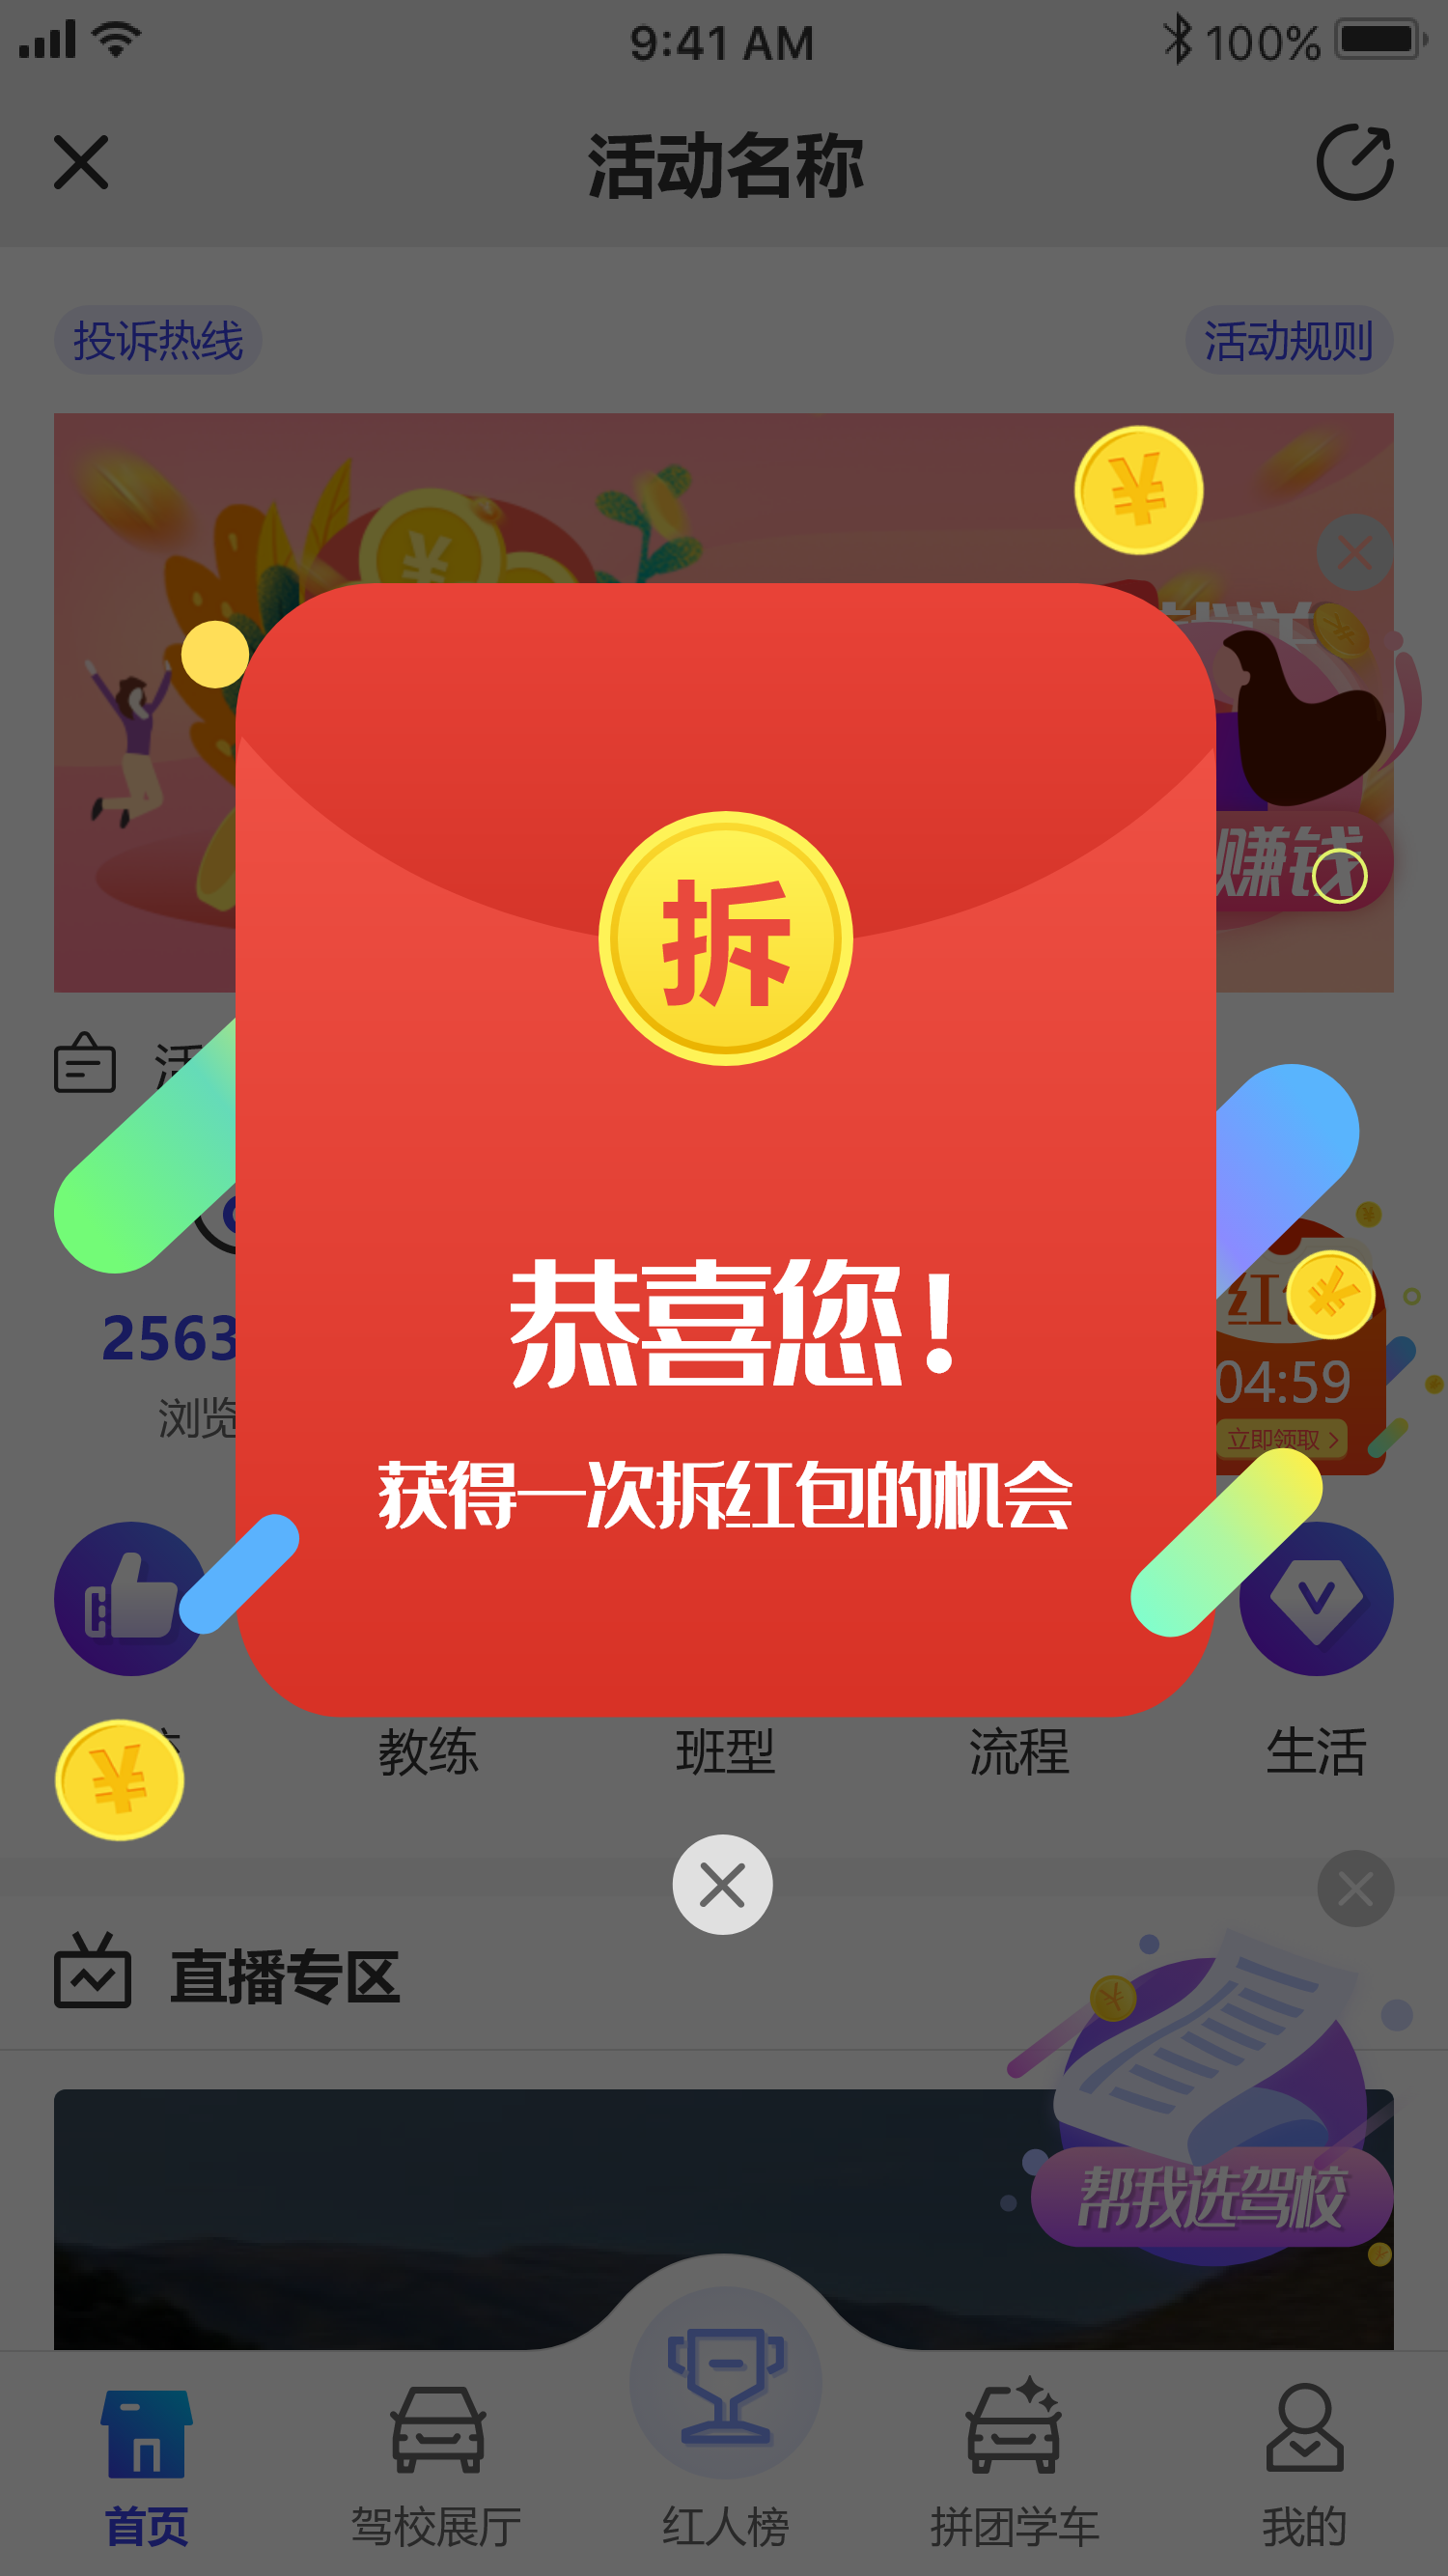 9:41 AM
100%
活动名称
投诉热线
活动规则
赚钱
拆
活
恭喜您!
2563
04:59
浏览
立即领取
获得一次拆红包的机会
教练
班型
流程
生活
直播专区
帮我选驾校
首页
驾校展厅
红人榜
拼团学车
我的